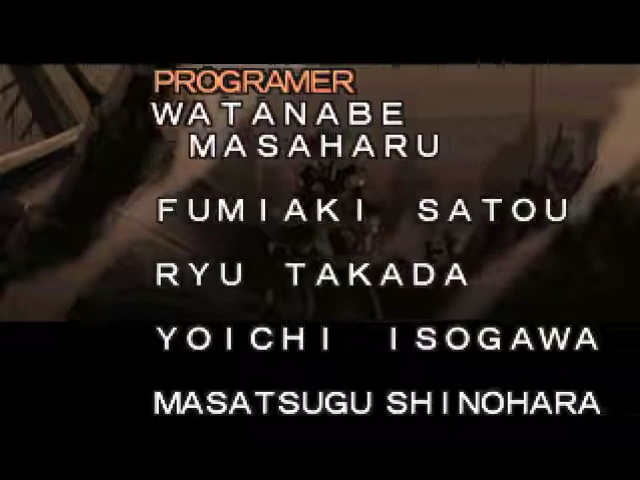 PROGRAMER
WATANABE
MASAHARU
FUMIAKI SATOU
RYU TAKADA
YOICHI ISOGAWA
MASATSUGU SHINOHARA